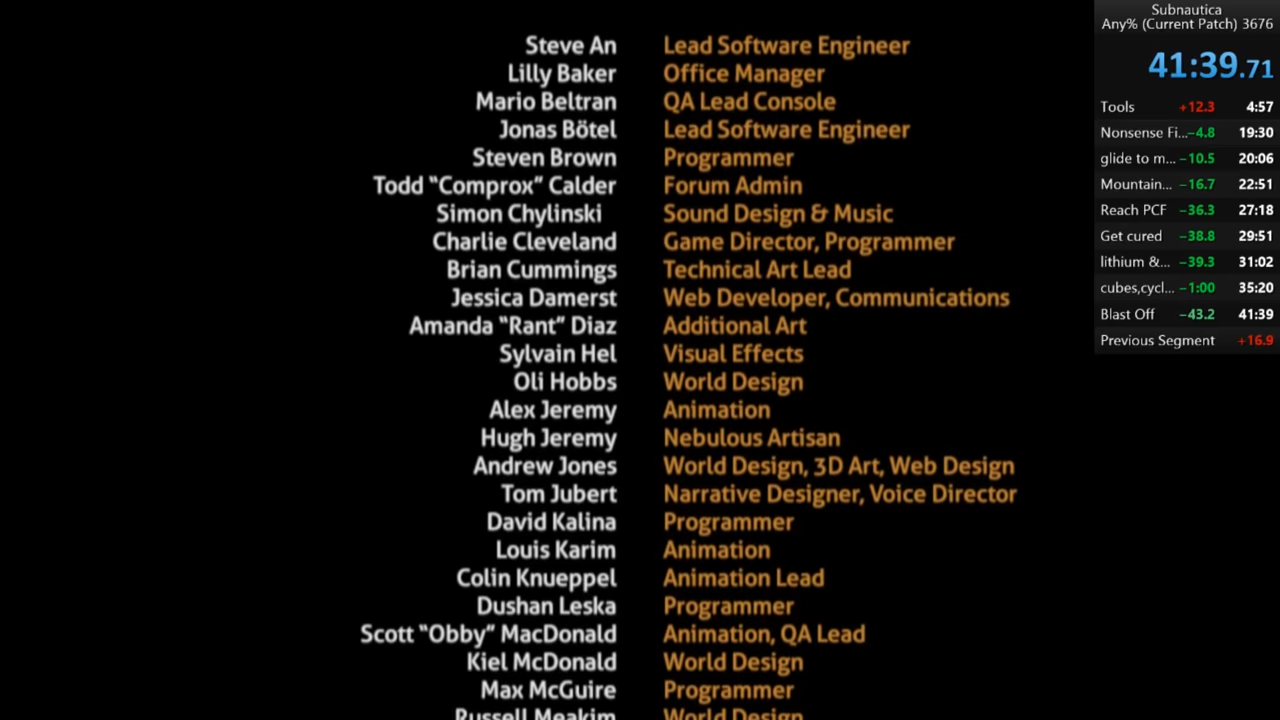 Steve An Lead Software Engineer
Lilly Baker Office Manager
Mario Beltran QA Lead Console
Jonas Bötel Lead Software Engineer
Steven Brown Programmer
Todd “Comprox” Calder Forum Admin
Simon Chylinski Sound Design & Music
Charlie Cleveland Game Director, Programmer
Brian Cummings Technical Art Lead
Jessica Damerst Web Developer, Communications
Amanda “Rant” Diaz Additional Art
Sylvain Hel Visual Effects
Oli Hobbs World Design
Alex Jeremy Animation
Hugh Jeremy Nebulous Artisan
Andrew Jones World Design, 3D Art, Web Design
Tom Jubert Narrative Designer, Voice Director
David Kalina Programmer
Louis Karim Animation
Colin Knueppel Animation Lead
Dushan Leska Programmer
Scott “Obby” MacDonald Animation, QA Lead
Kiel McDonald World Design
Max McGuire Programmer
Russell Meakim World Design
Subnautica
Any% (Current Patch) 3676
41:39.71
Tools +12.3 4:57
Nonsense Fi... −4.8 19:30
glide to m... −10.5 20:06
Mountain... −16.7 22:51
Reach PCF −36.3 27:18
Get cured −38.8 29:51
lithium &... −39.3 31:02
cubes,cycl... −1:00 35:20
Blast Off −43.2 41:39
Previous Segment +16.9